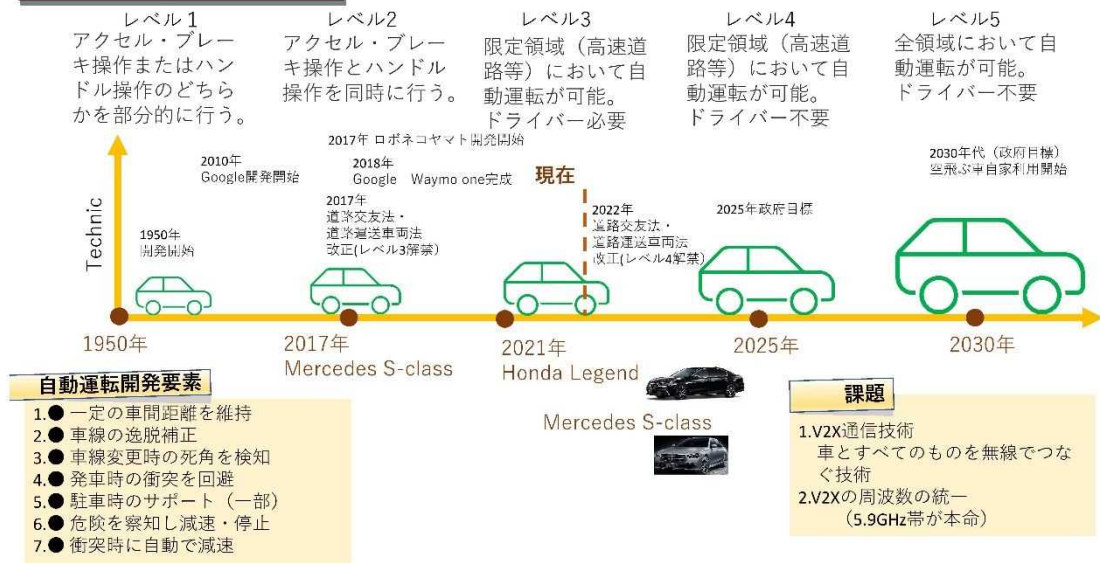 レベル1
アクセル・ブレー
キ操作またはハン
ドル操作のどちら
かを部分的に行う。
レベル2
アクセル・ブレー
キ操作とハンドル
操作を同時に行う。
レベル3
限定領域（高速道
路等）において自
動運転が可能。
ドライバー必要
レベル4
限定領域（高速道
路等）において自
動運転が可能。
ドライバー不要
レベル5
全領域において自
動運転が可能。
ドライバー不要
Technic
1950年
開発開始
2010年
Google開発開始
2017年 ロボネコヤマト開発開始
2018年
Google Waymo one完成
2017年
道路交友法・
道路運送車両法
改正(レベル3解禁）
現在
2022年
道路交友法・
道路運送車両法
改正(レベル4解禁）
2025年政府目標
2030年代（政府目標）
空飛ぶ車自家利用開始
1950年
2017年
Mercedes S-class
2021年
Honda Legend
Mercedes S-class
2025年
2030年
自動運転開発要素
1.● 一定の車間距離を維持
2.● 車線の逸脱補正
3.● 車線変更時の死角を検知
4.● 発車時の衝突を回避
5.● 駐車時のサポート（一部）
6.● 危険を察知し減速・停止
7.● 衝突時に自動で減速
課題
1.V2X通信技術
車とすべてのものを無線でつな
ぐ技術
2.V2Xの周波数の統一
（5.9GHz帯が本命）